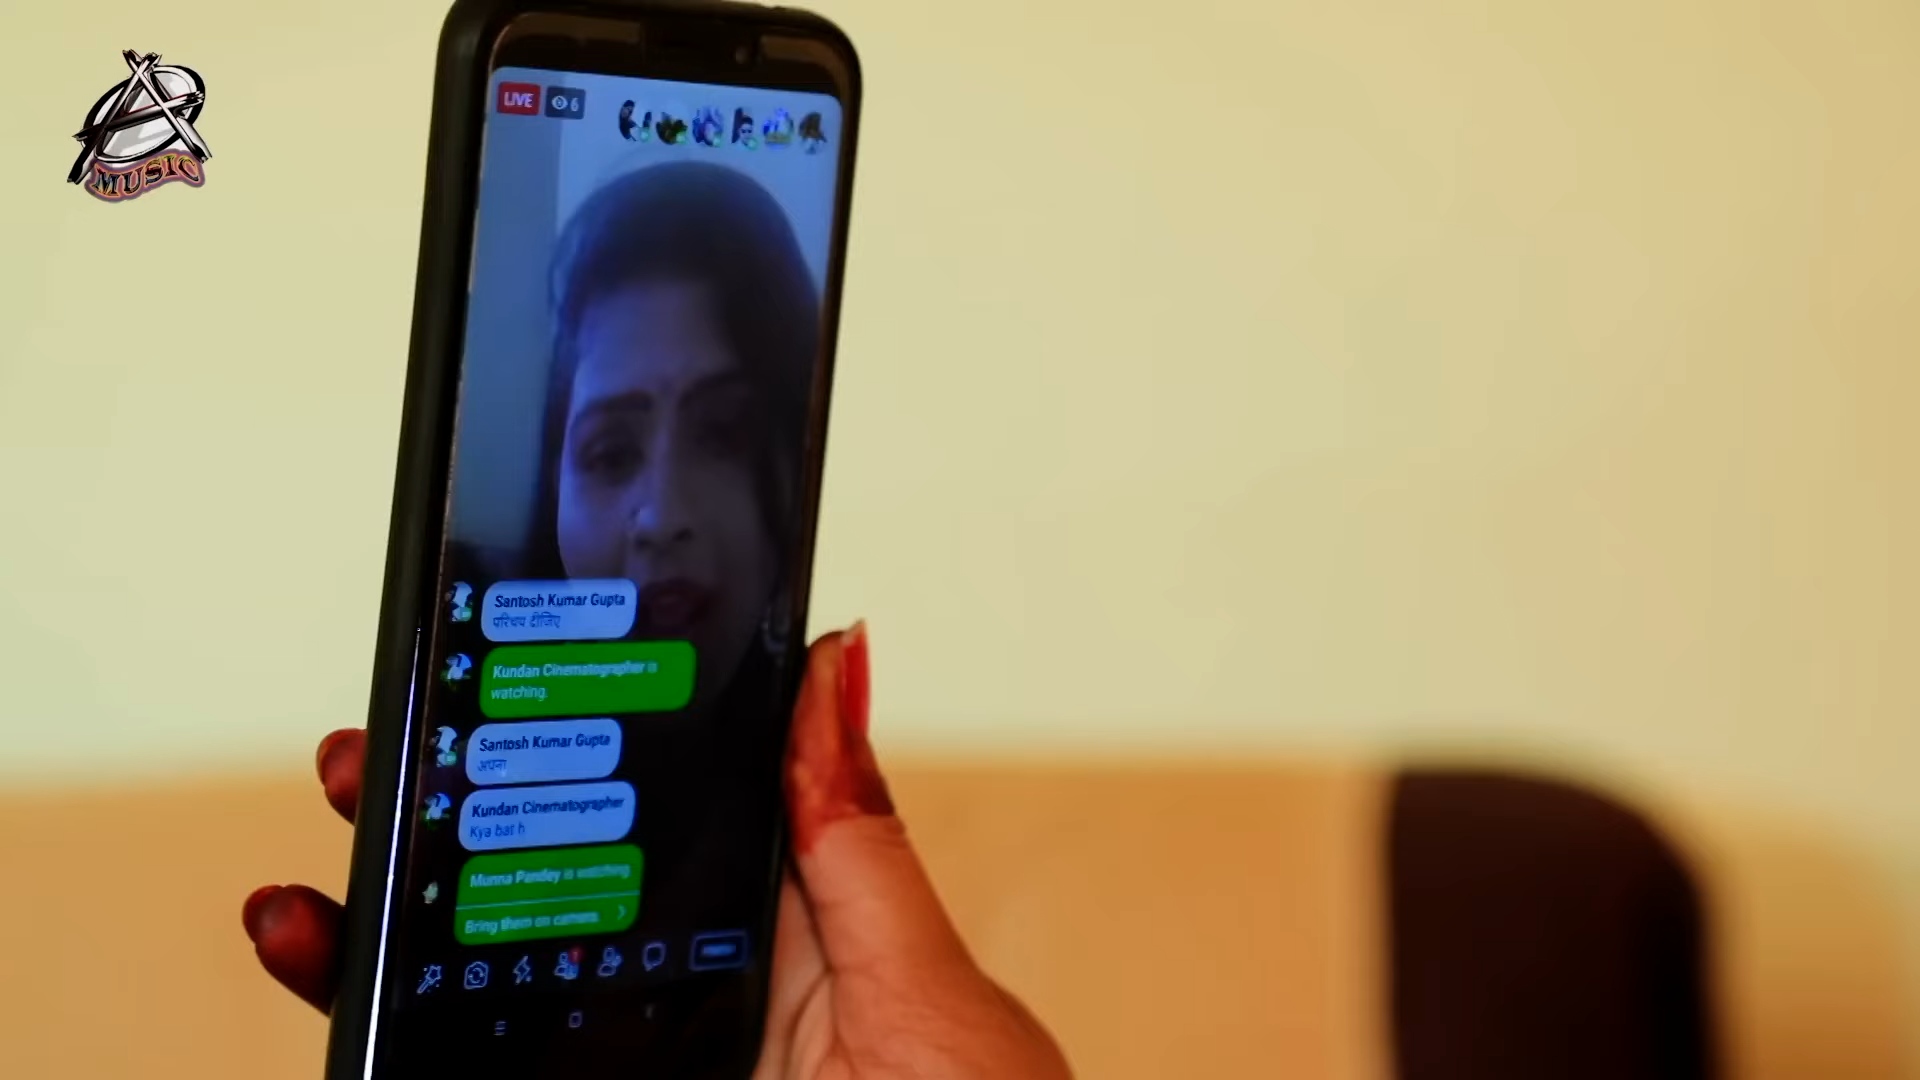 MUSIC
LIVE
6
Santosh Kumar Gupta
परिचय दीजिए
Kundan Cinematographer is
watching.
Santosh Kumar Gupta
अपना
Kundan Cinematographer
Kya bat h
Munna Pandey is watching
Bring them on camera